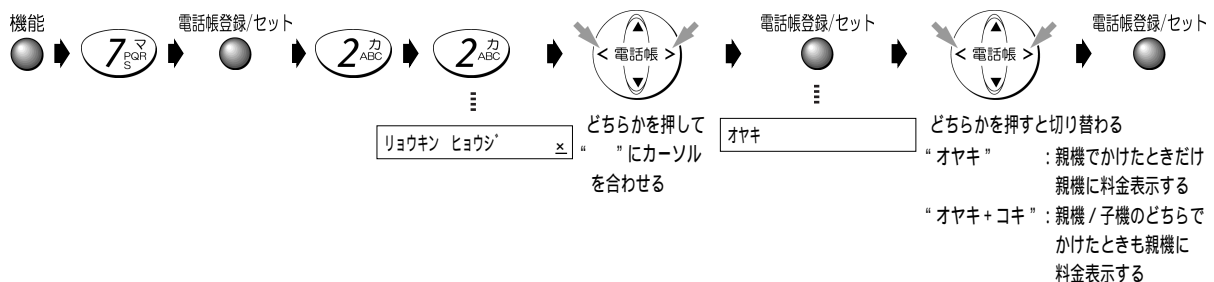 機能
7 マ PQRS
電話帳登録/セット
2 カ ABC
2 カ ABC
リョウキン ヒョウジ ×
< 電話帳 >
どちらかを押して
“ ”にカーソル
を合わせる
電話帳登録/セット
オヤキ
< 電話帳 >
どちらかを押すと切り替わる
“オヤキ” :親機でかけたときだけ
親機に料金表示する
“オヤキ+コキ”:親機/子機のどちらで
かけたときも親機に
料金表示する
電話帳登録/セット